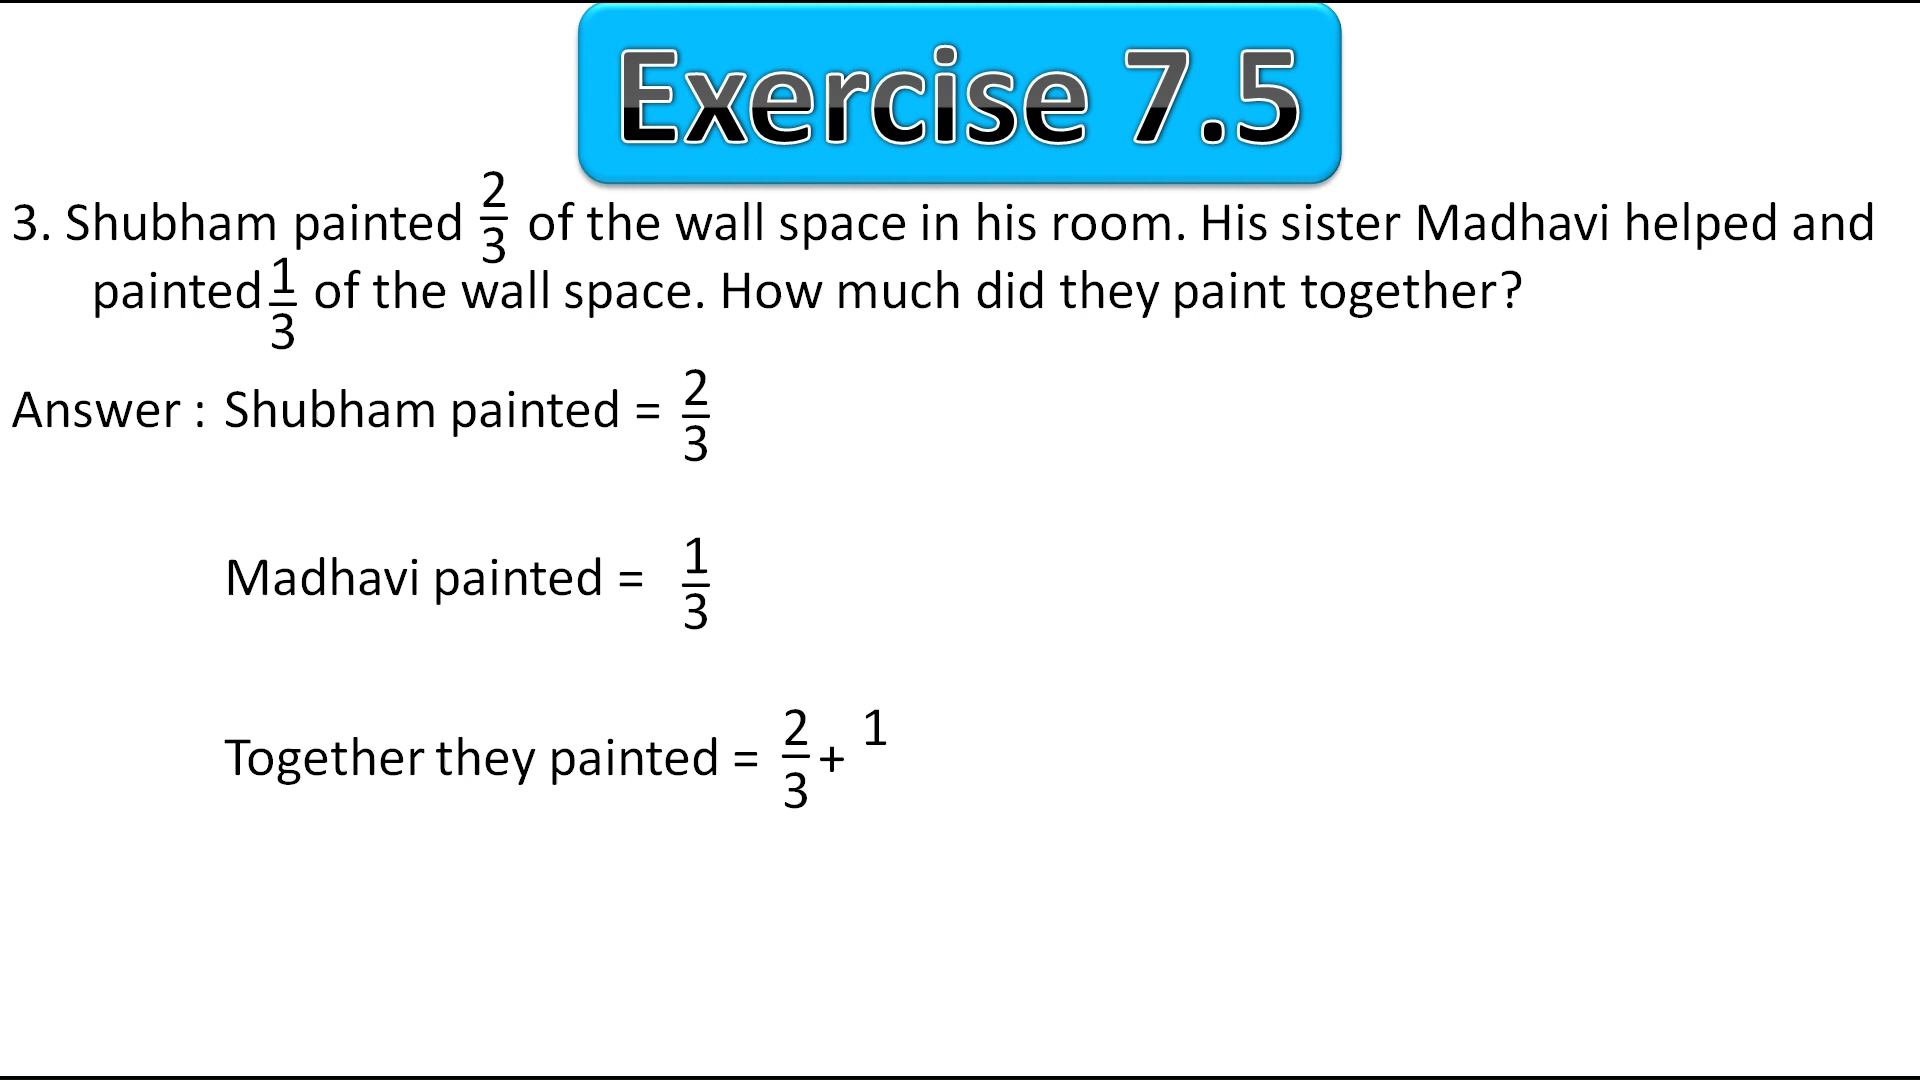 Exercise 7.5
3. Shubham painted 2/3 of the wall space in his room. His sister Madhavi helped and
painted 1/3 of the wall space. How much did they paint together?
Answer : Shubham painted = 2/3
Madhavi painted = 1/3
Together they painted = 2/3 + 1